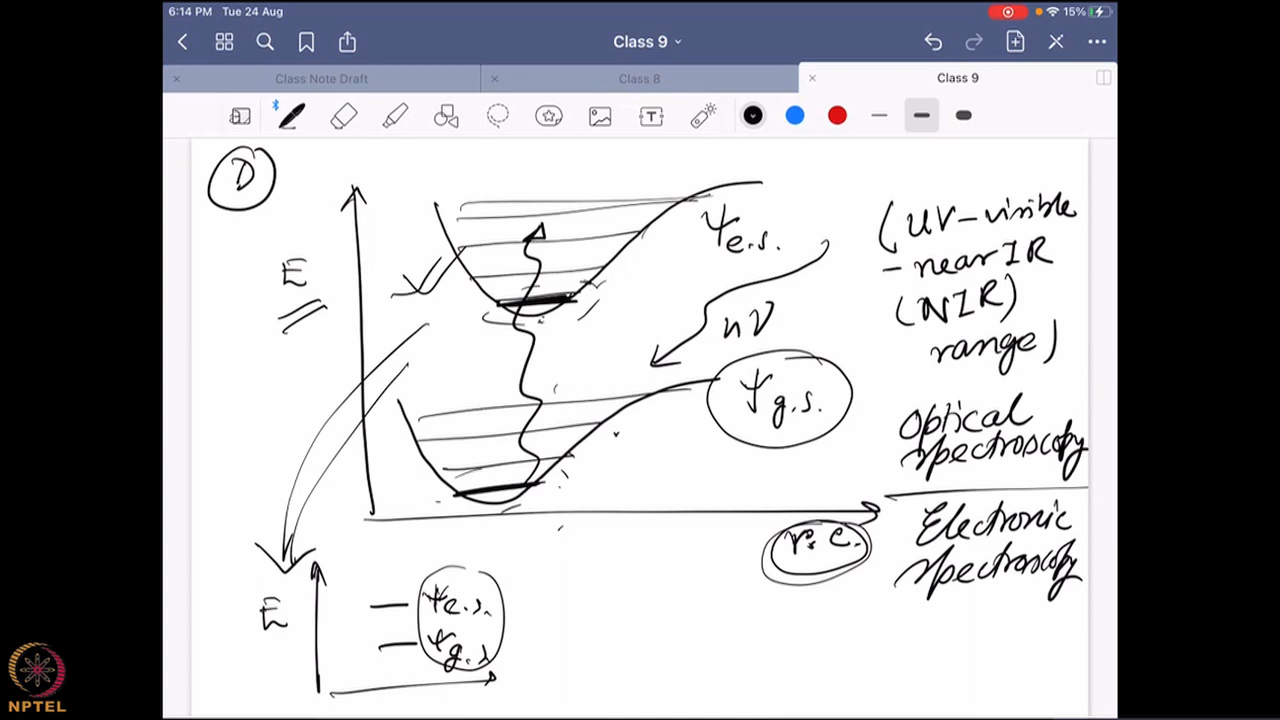 6:14 PM Tue 24 Aug
15%
Class 9
Class Note Draft
Class 8
Class 9
T
D
E
Ψe.s.
hν
Ψg.s.
r.c.
(UV-visible
- near IR
(NIR)
range)
Optical
spectroscopy
Electronic
spectroscopy
E
Ψe.s.
Ψg.s
NPTEL